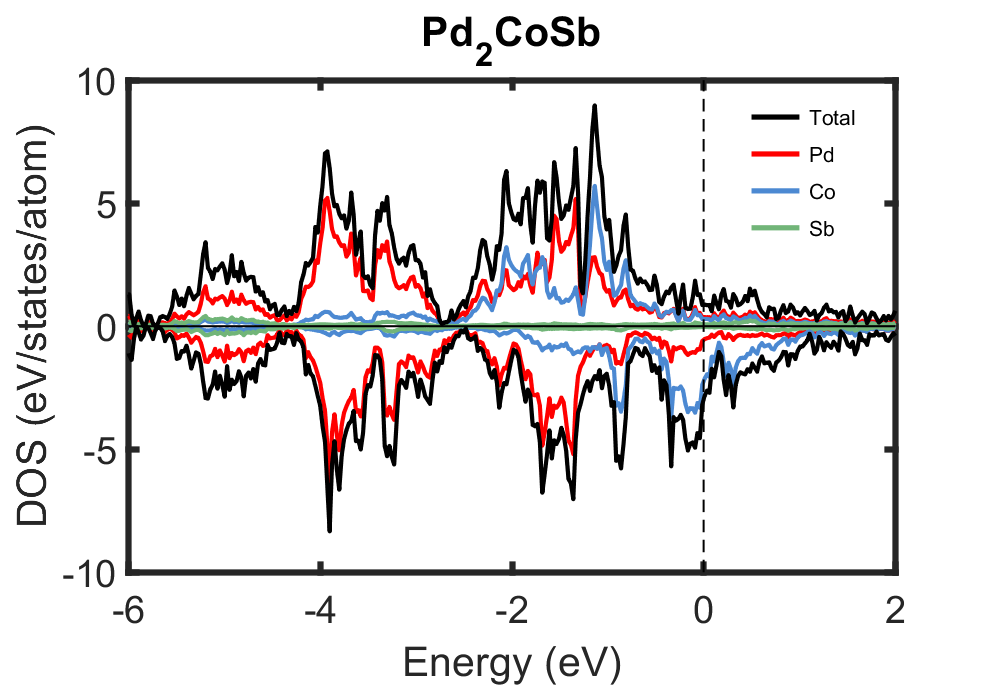 Pd₂CoSb
10
5
0
-5
-10
DOS (eV/states/atom)
Total
Pd
Co
Sb
-6 -4 -2 0 2
Energy (eV)